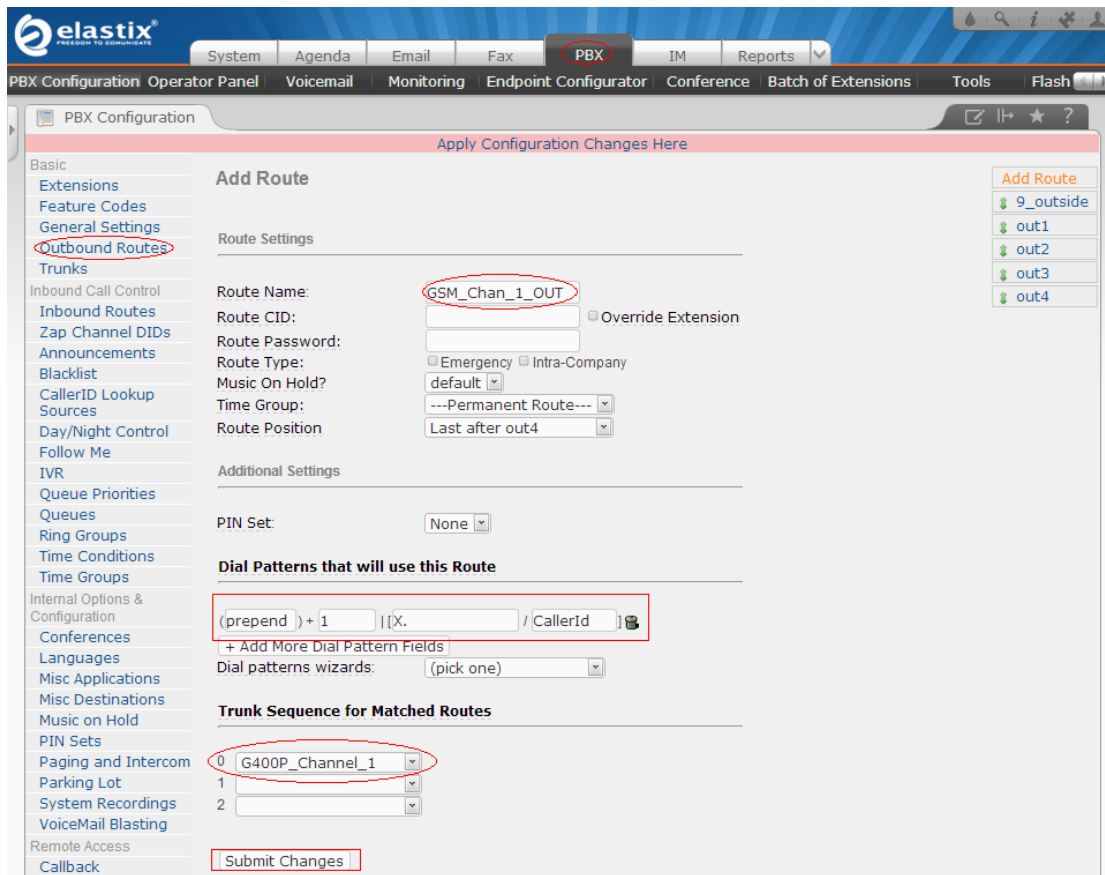 elastix®
FREEDOM TO COMMUNICATE
System Agenda Email Fax PBX IM Reports
PBX Configuration Operator Panel Voicemail Monitoring Endpoint Configurator Conference Batch of Extensions Tools Flash
PBX Configuration
Apply Configuration Changes Here
Basic
Extensions
Feature Codes
General Settings
Outbound Routes
Trunks
Inbound Call Control
Inbound Routes
Zap Channel DIDs
Announcements
Blacklist
CallerID Lookup
Sources
Day/Night Control
Follow Me
IVR
Queue Priorities
Queues
Ring Groups
Time Conditions
Time Groups
Internal Options &
Configuration
Conferences
Languages
Misc Applications
Misc Destinations
Music on Hold
PIN Sets
Paging and Intercom
Parking Lot
System Recordings
VoiceMail Blasting
Remote Access
Callback
Add Route
Route Settings
Route Name: GSM_Chan_1_OUT
Route CID: Override Extension
Route Password:
Route Type: Emergency Intra-Company
Music On Hold? default
Time Group: ---Permanent Route---
Route Position Last after out4
Additional Settings
PIN Set: None
Dial Patterns that will use this Route
(prepend ) + 1 | [X. / CallerId ]
+ Add More Dial Pattern Fields
Dial patterns wizards: (pick one)
Trunk Sequence for Matched Routes
0 G400P_Channel_1
1
2
Submit Changes
Add Route
9_outside
out1
out2
out3
out4